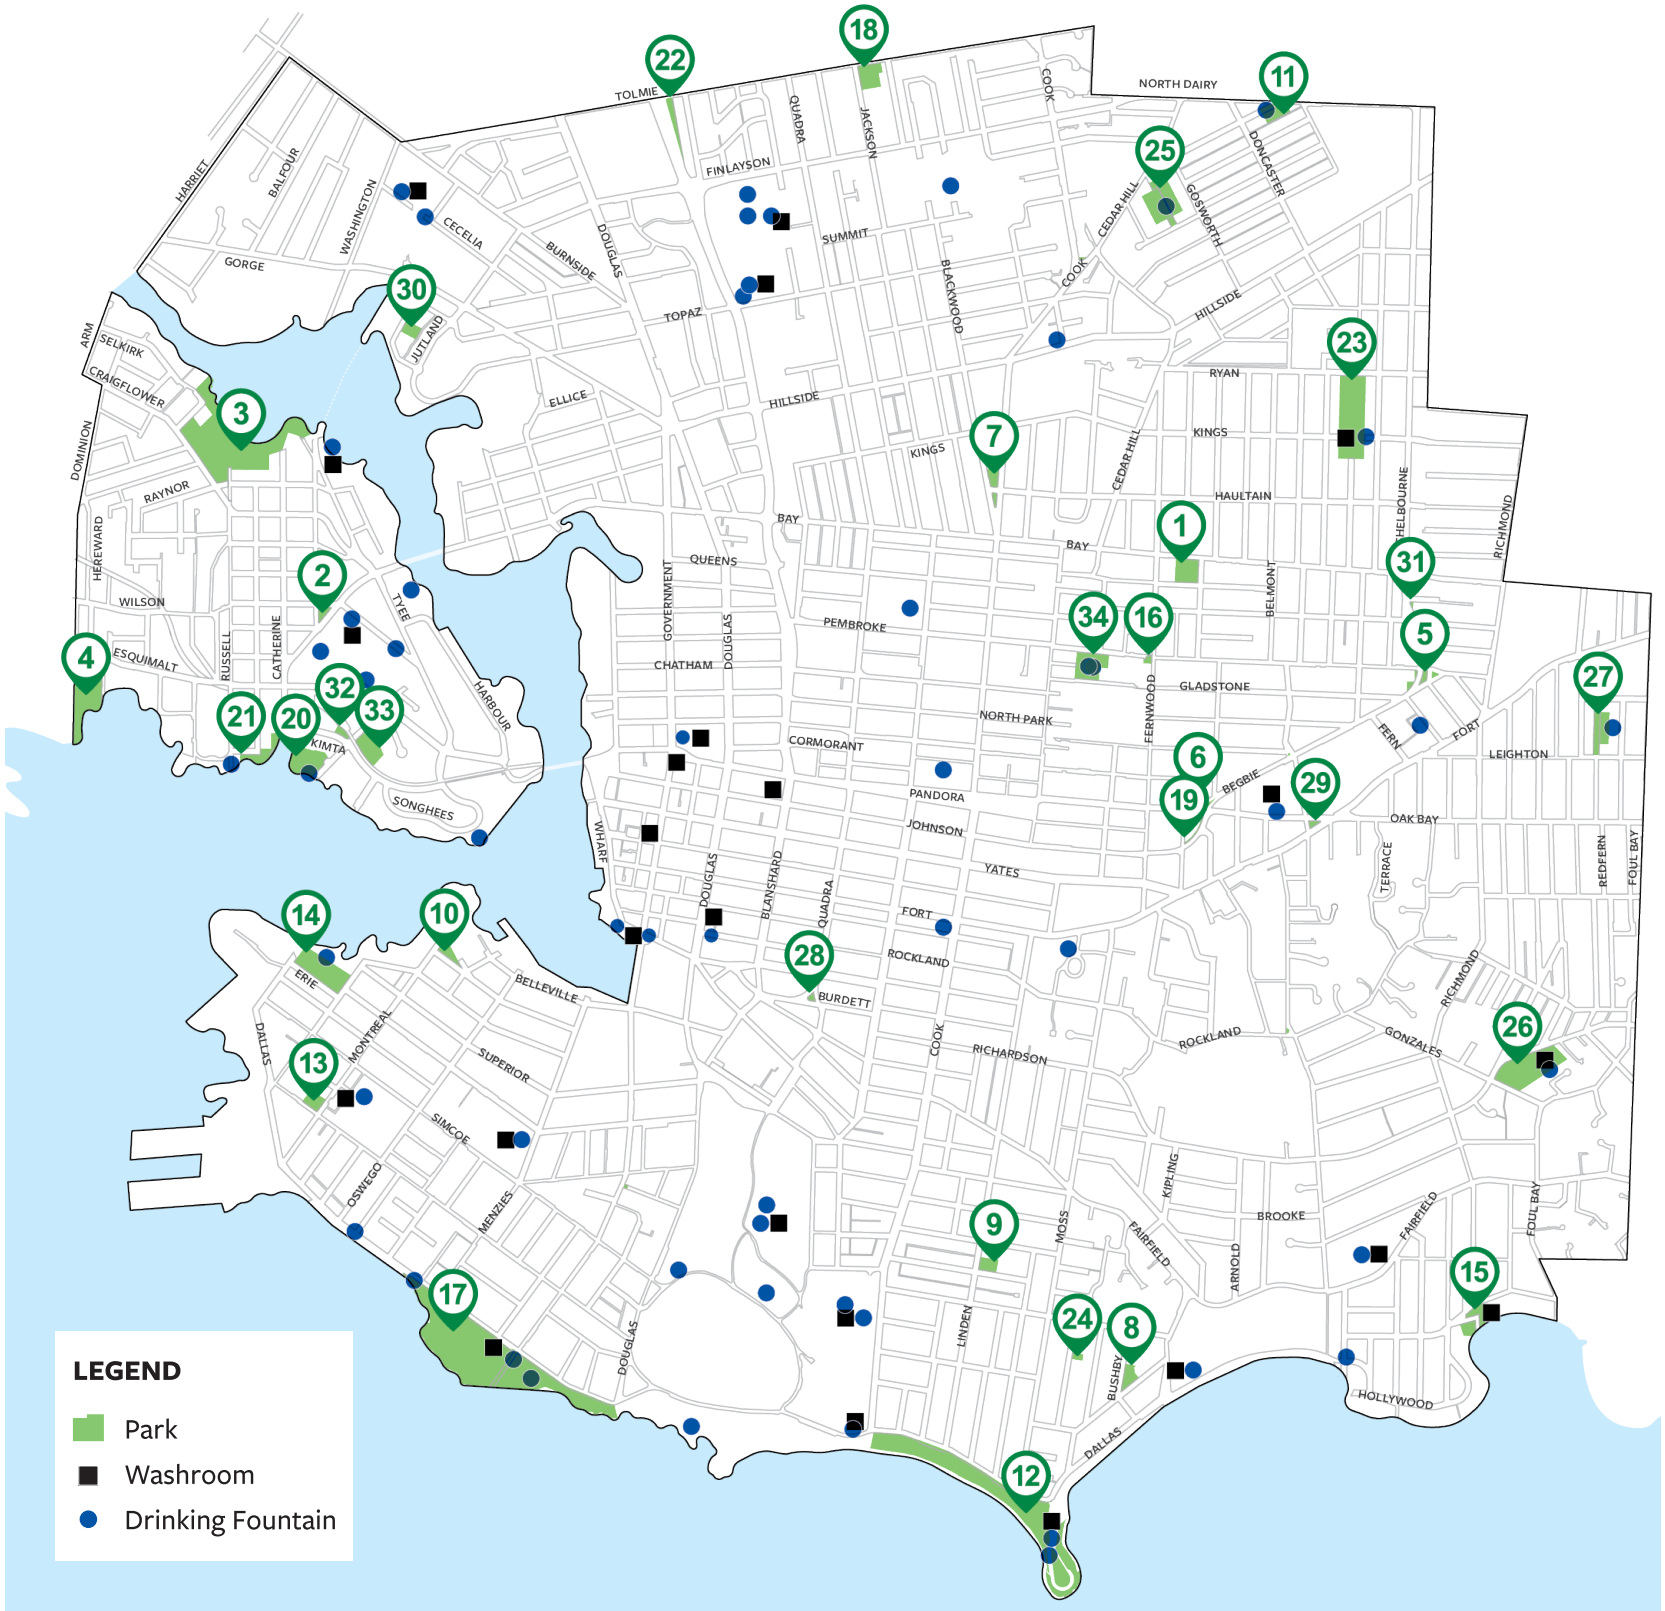 18
22
11
NORTH DAIRY
TOLMIE
COOK
QUADRA
JACKSON
25
DONCASTER
FINLAYSON
HARRIET
BALFOUR
WASHINGTON
CEDAR HILL
GOSWORTH
CECELIA
SUMMIT
BURNSIDE
DOUGLAS
GORGE
COOK
30
BLACKWOOD
HILLSIDE
TOPAZ
JUTLAND
ARM
SELKIRK
23
CRAIGFLOWER
RYAN
3
ELLICE
HILLSIDE
7
KINGS
KINGS
CEDAR HILL
DOMINION
RAYNOR
HAULTAIN
HELBOURNE
RICHMOND
BAY
1
BAY
HEREWARD
QUEENS
31
2
WILSON
TYEE
GOVERNMENT
DOUGLAS
PEMBROKE
34
16
BELMONT
5
4
ESQUIMALT
RUSSELL
CATHERINE
CHATHAM
27
32
33
HARBOUR
GLADSTONE
21
20
KIMTA
NORTH PARK
FERNWOOD
FERN
FORT
CORMORANT
LEIGHTON
6
BEGBIE
29
19
SONGHEES
PANDORA
OAK BAY
WHARF
JOHNSON
YATES
TERRACE
REDFERN
FOUL BAY
DOUGLAS
BLANSHARD
QUADRA
14
10
FORT
28
ROCKLAND
ERIE
BELLEVILLE
BURDETT
RICHMOND
DALLAS
MONTREAL
COOK
ROCKLAND
GONZALES
26
13
SUPERIOR
RICHARDSON
SIMCOE
OSWEGO
MENZIES
KIPLING
9
MOSS
FAIRFIELD
BROOKE
FAIRFIELD
FOUL BAY
ARNOLD
15
17
DOUGLAS
LINDEN
24
8
BUSHBY
HOLLYWOOD
DALLAS
12
LEGEND
Park
Washroom
Drinking Fountain